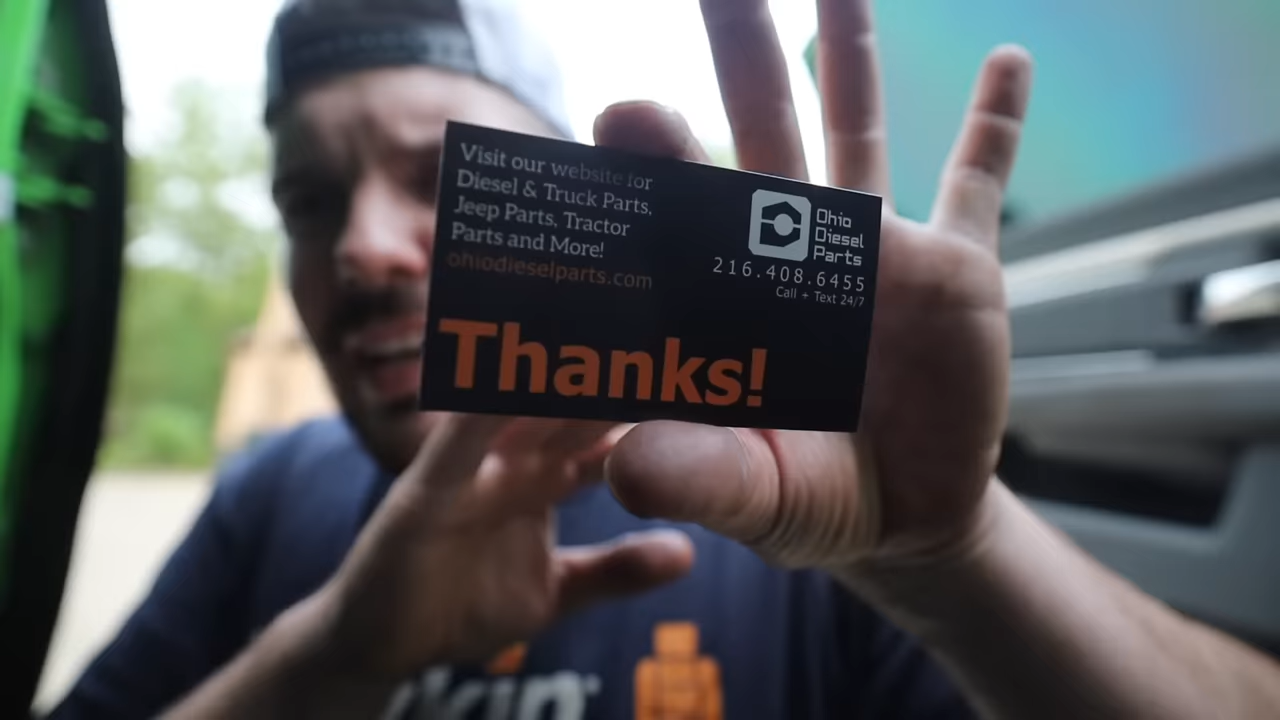 Visit our website for
Diesel & Truck Parts,
Jeep Parts, Tractor
Parts and More!
ohiodieselparts.com
Ohio
Diesel
Parts
216.408.6455
Call + Text 24/7
Thanks!